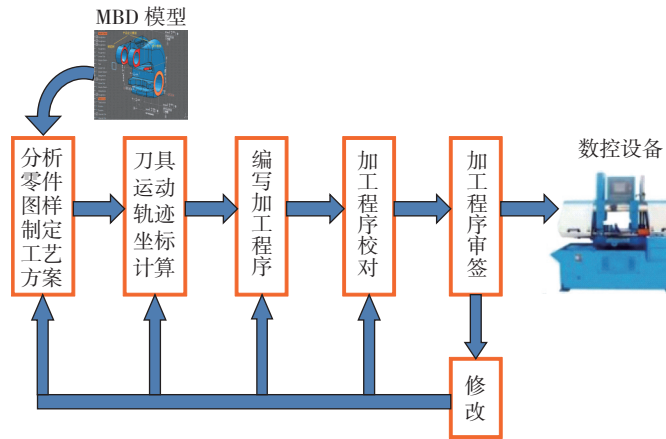 MBD 模型
分析
零件
图样
制定
工艺
方案
刀具
运动
轨迹
坐标
计算
编写加工程序
加工程序校对
加工程序审签
数控设备
修改